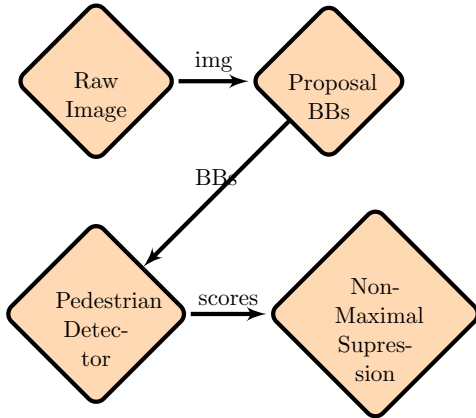 Raw
Image
img
Proposal
BBs
BBs
Pedestrian
Detec-
tor
scores
Non-
Maximal
Supres-
sion